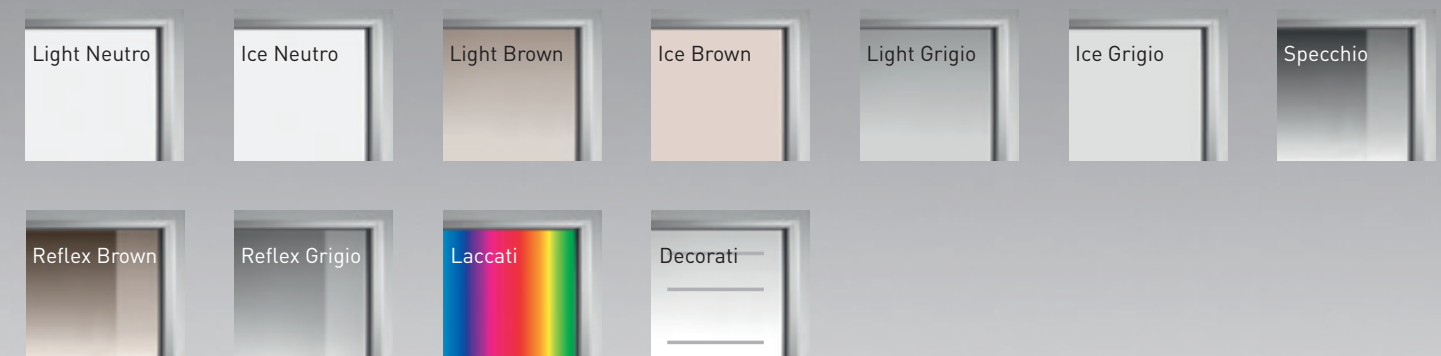 Light Neutro
Ice Neutro
Light Brown
Ice Brown
Light Grigio
Ice Grigio
Specchio
Reflex Brown
Reflex Grigio
Laccati
Decorati